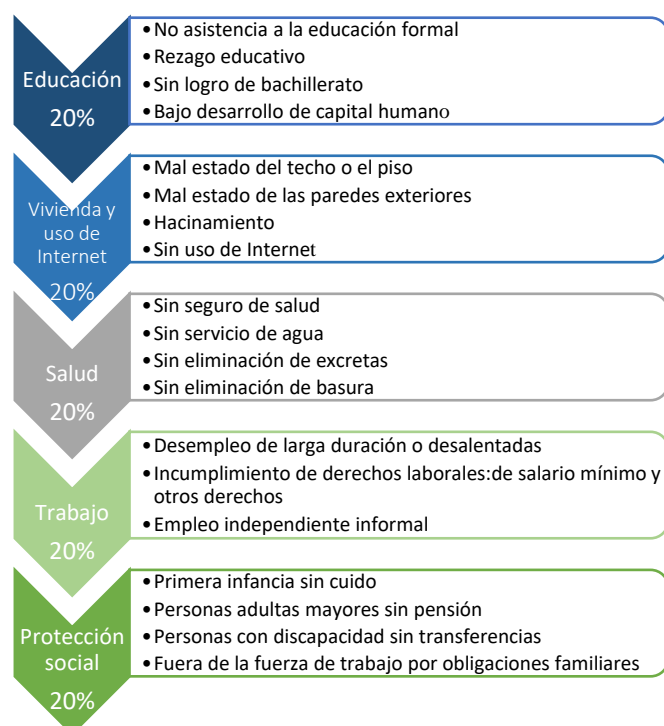 Educación
20%
•No asistencia a la educación formal
•Rezago educativo
•Sin logro de bachillerato
•Bajo desarrollo de capital humano
Vivienda y
uso de
Internet
20%
•Mal estado del techo o el piso
•Mal estado de las paredes exteriores
•Hacinamiento
•Sin uso de Internet
Salud
20%
•Sin seguro de salud
•Sin servicio de agua
•Sin eliminación de excretas
•Sin eliminación de basura
Trabajo
20%
•Desempleo de larga duración o desalentadas
•Incumplimiento de derechos laborales:de salario mínimo y
otros derechos
•Empleo independiente informal
Protección
social
20%
•Primera infancia sin cuido
•Personas adultas mayores sin pensión
•Personas con discapacidad sin transferencias
•Fuera de la fuerza de trabajo por obligaciones familiares